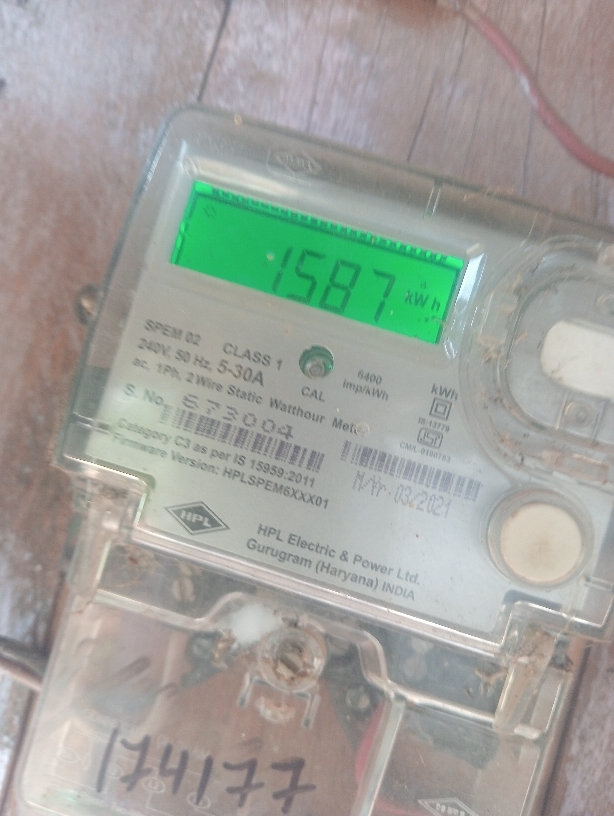 1587 kWh
SPEM 02 CLASS 1
240V, 50 Hz, 5-30A
ac, 1Ph, 2 Wire Static Watthour Meter
CAL
6400
imp/kWh
kWh
IS-13779
S. No. 673004
Category C3 as per IS 15959:2011
Firmware Version: HPLSPEM6XXX01
03/2021
HPL
HPL Electric & Power Ltd.
Gurugram (Haryana) INDIA
174177